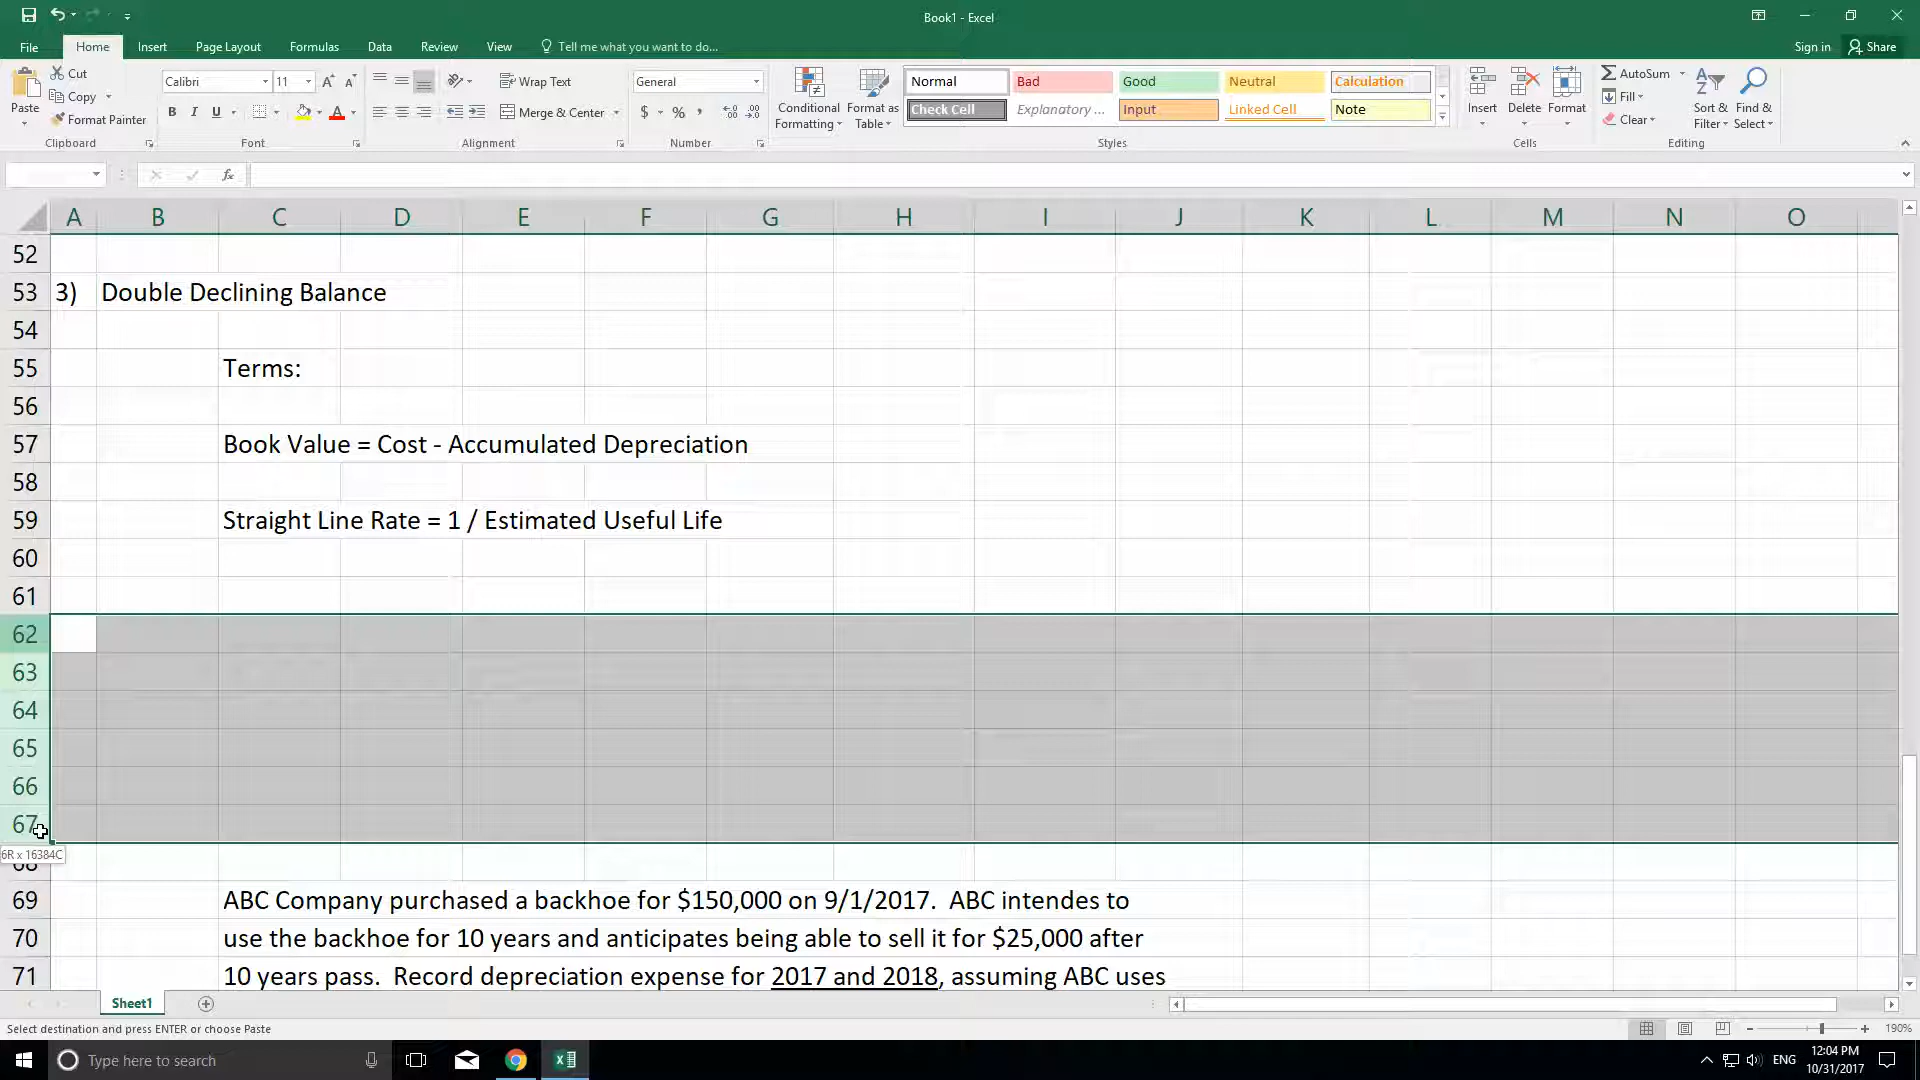 Book1 - Excel
File Home Insert Page Layout Formulas Data Review View Tell me what you want to do... Sign in Share
Paste
Cut
Copy
Format Painter
Clipboard
Calibri 11
B I U
Font
Wrap Text
Merge & Center
Alignment
General
$ % ,
Number
Conditional Formatting
Format as Table
Normal Bad Good Neutral Calculation
Check Cell Explanatory ... Input Linked Cell Note
Styles
Insert Delete Format
Cells
AutoSum
Fill
Clear
Sort & Filter
Find & Select
Editing
fx
A B C D E F G H I J K L M N O
52
53 3) Double Declining Balance
54
55 Terms:
56
57 Book Value = Cost - Accumulated Depreciation
58
59 Straight Line Rate = 1 / Estimated Useful Life
60
61
62
63
64
65
66
67
6R x 16384C
68
69 ABC Company purchased a backhoe for $150,000 on 9/1/2017. ABC intendes to
70 use the backhoe for 10 years and anticipates being able to sell it for $25,000 after
71 10 years pass. Record depreciation expense for 2017 and 2018, assuming ABC uses
Sheet1
Select destination and press ENTER or choose Paste
190%
Type here to search
ENG
12:04 PM
10/31/2017